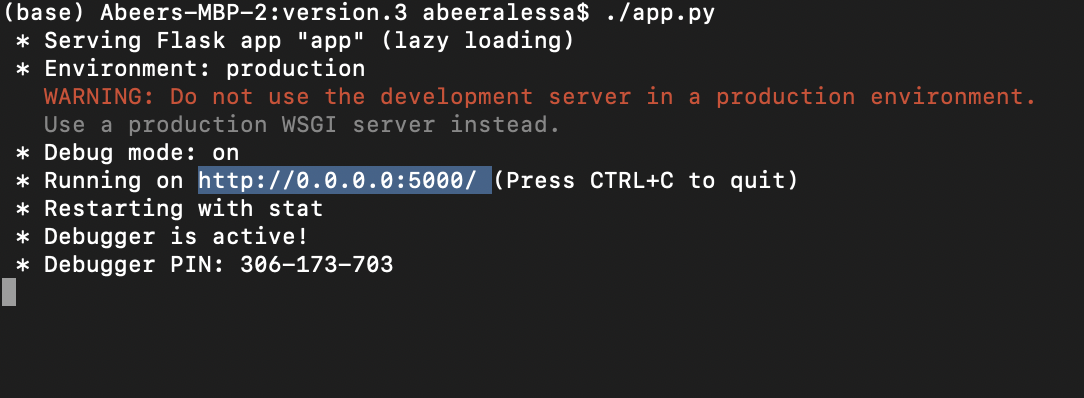 (base) Abeers-MBP-2:version.3 abeeralessa$ ./app.py
* Serving Flask app "app" (lazy loading)
* Environment: production
WARNING: Do not use the development server in a production environment.
Use a production WSGI server instead.
* Debug mode: on
* Running on http://0.0.0.0:5000/ (Press CTRL+C to quit)
* Restarting with stat
* Debugger is active!
* Debugger PIN: 306-173-703